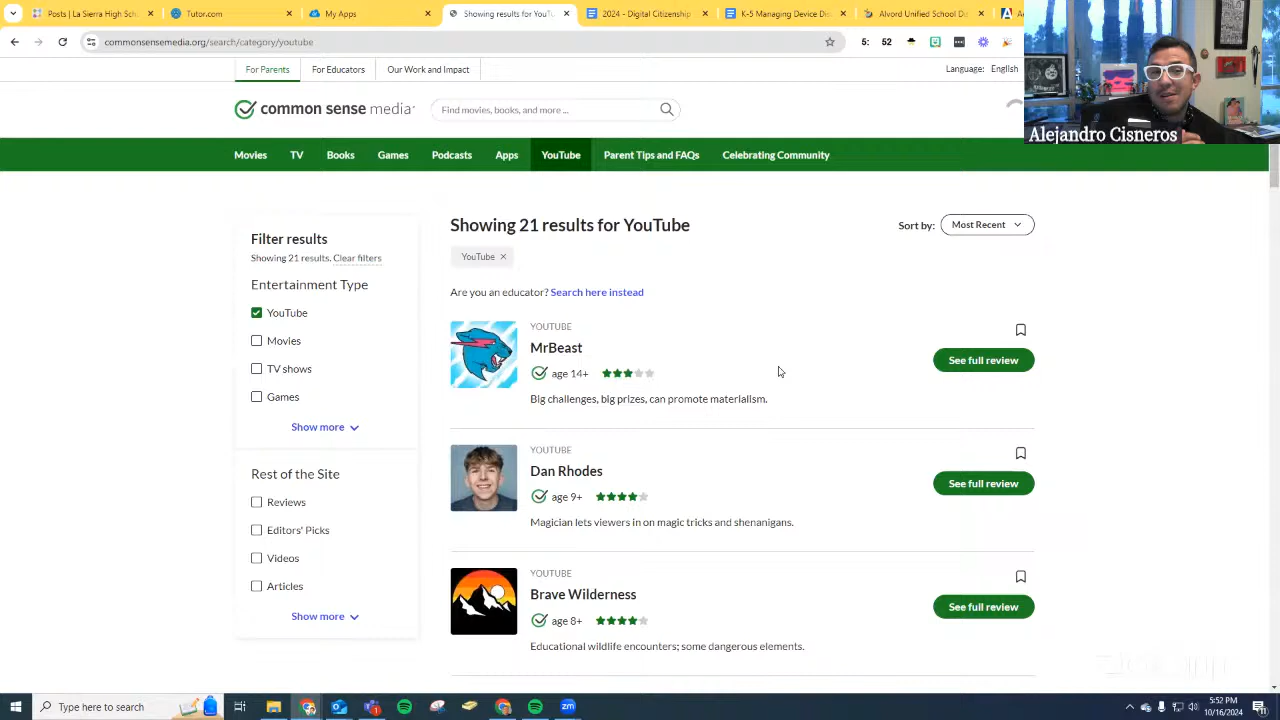 Posts | La Sierra High Scho
Tutor.com
My Apps
Showing results for YouTu
2024 - Digital Citizenship
K-5 Managing Device Dis
Alvord Unified School Dis
commonsensemedia.org/search/category/youtube
5: 52
For Parents
For Educators
Our Work and Impact
Language: English
common sense media
Find movies, books, and more ...
Alejandro Cisneros
Movies
TV
Books
Games
Podcasts
Apps
YouTube
Parent Tips and FAQs
Celebrating Community
Filter results
Showing 21 results. Clear filters
Entertainment Type
YouTube
Movies
TV shows
Games
Show more
Rest of the Site
Reviews
Editors' Picks
Videos
Articles
Show more
Showing 21 results for YouTube
Sort by: Most Recent
YouTube ×
Are you an educator? Search here instead
YOUTUBE
MrBeast
age 14+
See full review
Big challenges, big prizes, can promote materialism.
YOUTUBE
Dan Rhodes
age 9+
See full review
Magician lets viewers in on magic tricks and shenanigans.
YOUTUBE
Brave Wilderness
age 8+
See full review
Educational wildlife encounters; some dangerous elements.
Type here to search
5:52 PM
10/16/2024